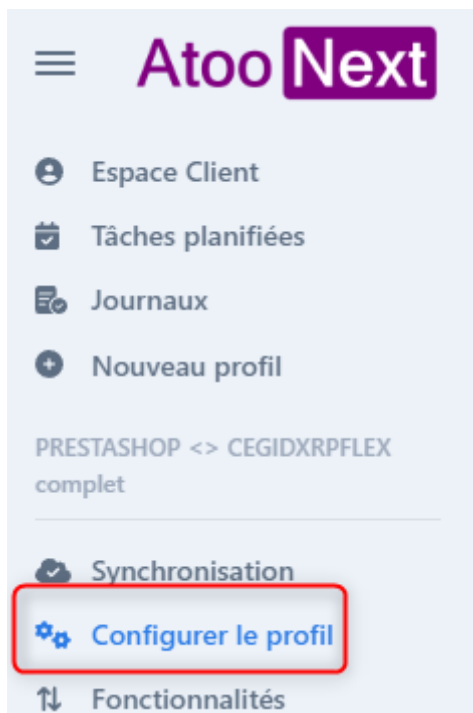 Atoo Next
Espace Client
Tâches planifiées
Journaux
Nouveau profil
PRESTASHOP <> CEGIDXRPFLEX
complet
Synchronisation
Configurer le profil
Fonctionnalités